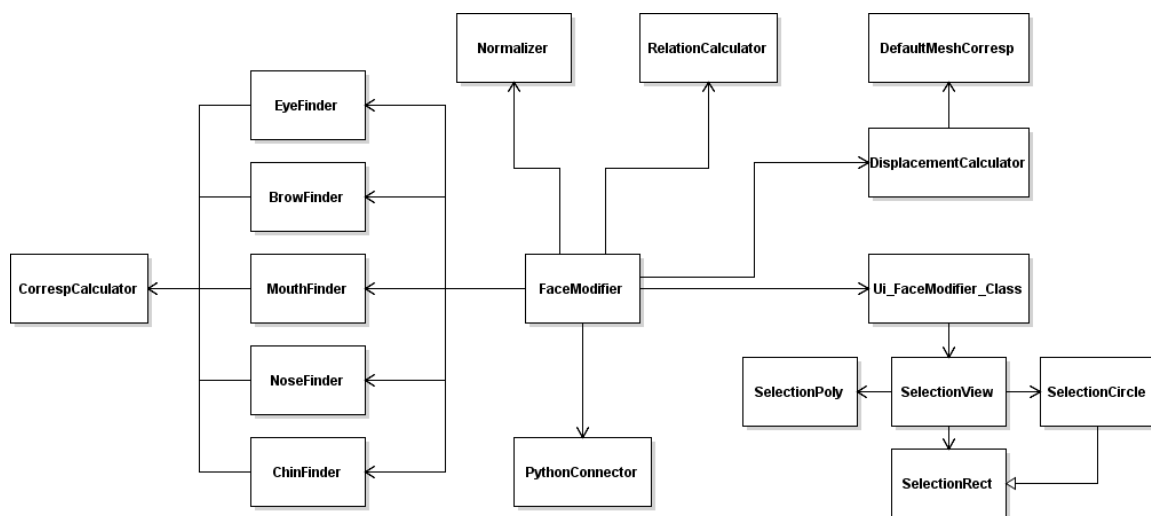 Normalizer
RelationCalculator
DefaultMeshCorresp
EyeFinder
DisplacementCalculator
BrowFinder
CorrespCalculator
MouthFinder
FaceModifier
Ui_FaceModifier_Class
NoseFinder
SelectionPoly
SelectionView
SelectionCircle
ChinFinder
PythonConnector
SelectionRect